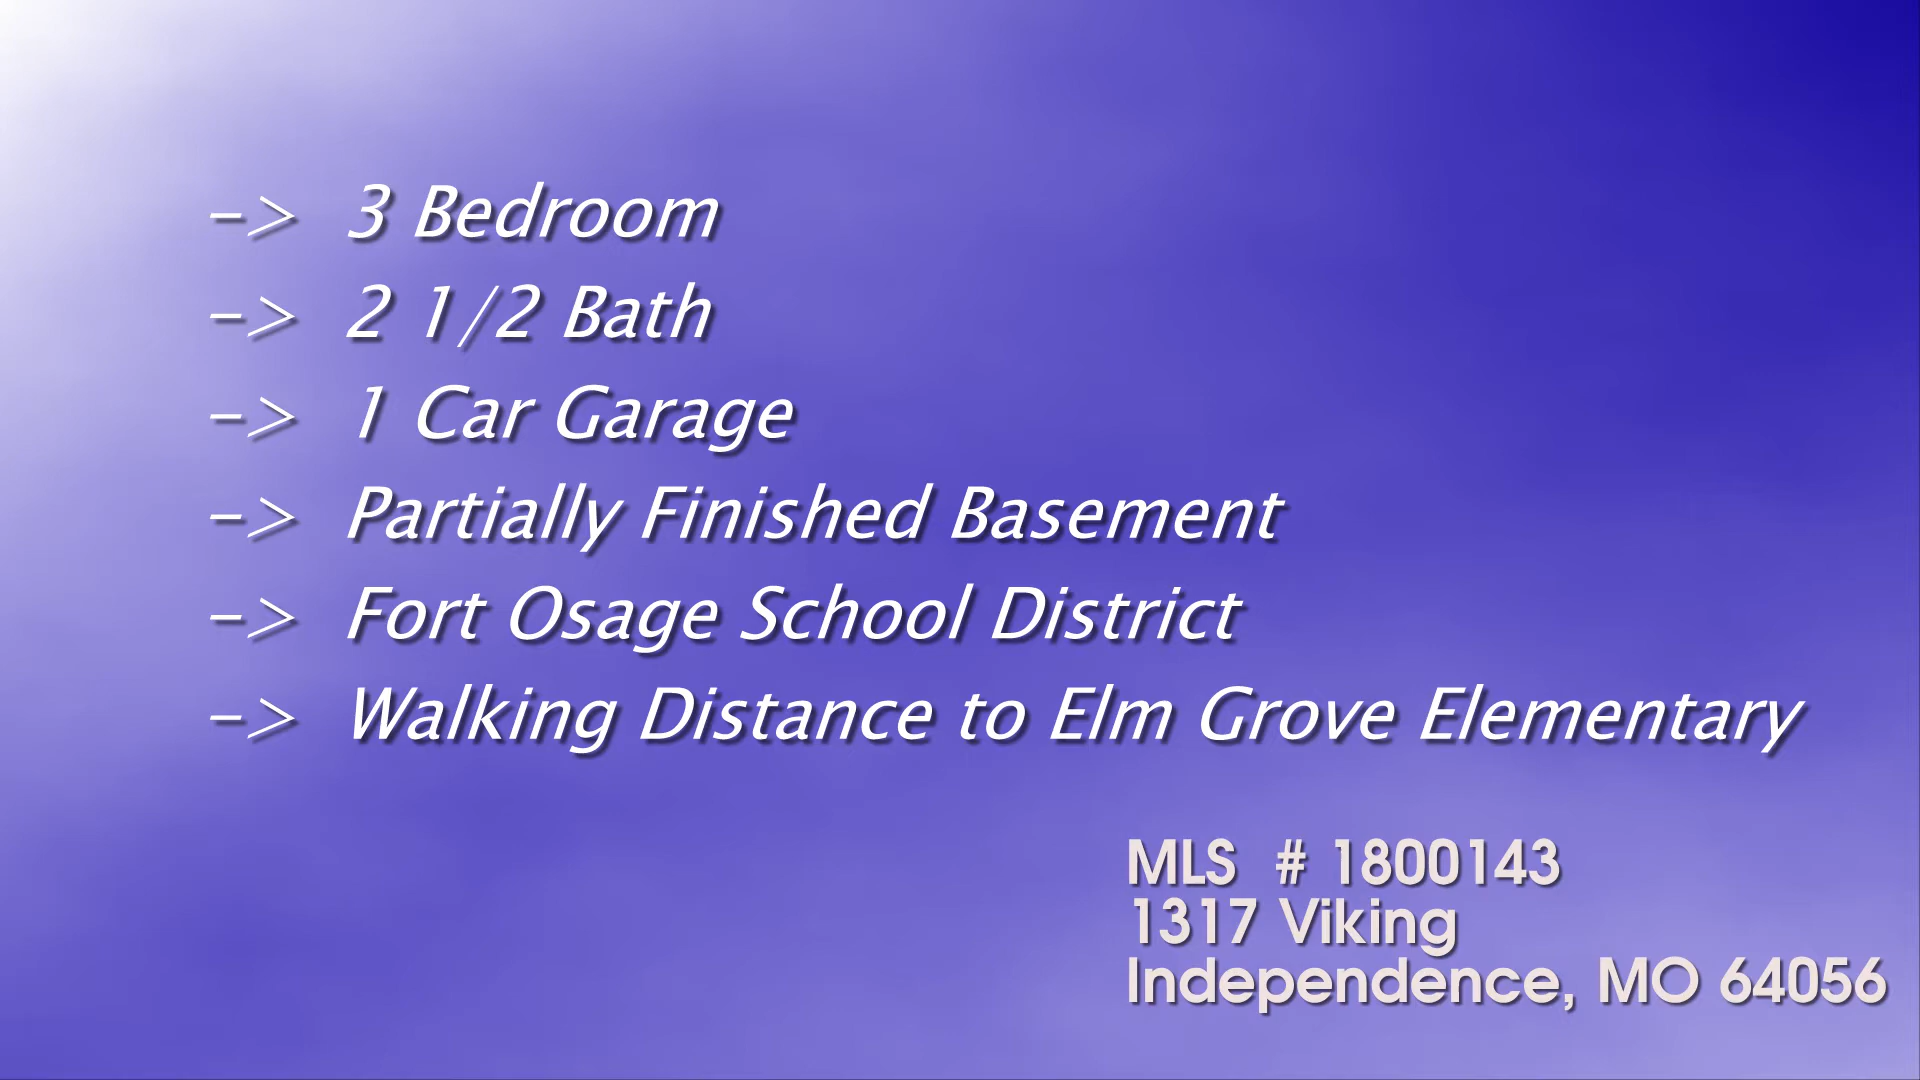 -> 3 Bedroom
-> 2 1/2 Bath
-> 1 Car Garage
-> Partially Finished Basement
-> Fort Osage School District
-> Walking Distance to Elm Grove Elementary
MLS # 1800143
1317 Viking
Independence, MO 64056